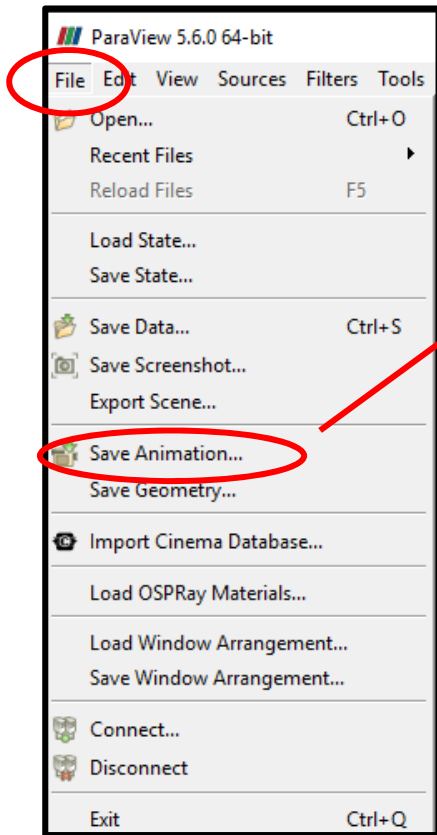 ParaView 5.6.0 64-bit
File Edit View Sources Filters Tools
Open... Ctrl+O
Recent Files
Reload Files F5
Load State...
Save State...
Save Data... Ctrl+S
Save Screenshot...
Export Scene...
Save Animation...
Save Geometry...
Import Cinema Database...
Load OSPRay Materials...
Load Window Arrangement...
Save Window Arrangement...
Connect...
Disconnect
Exit Ctrl+Q